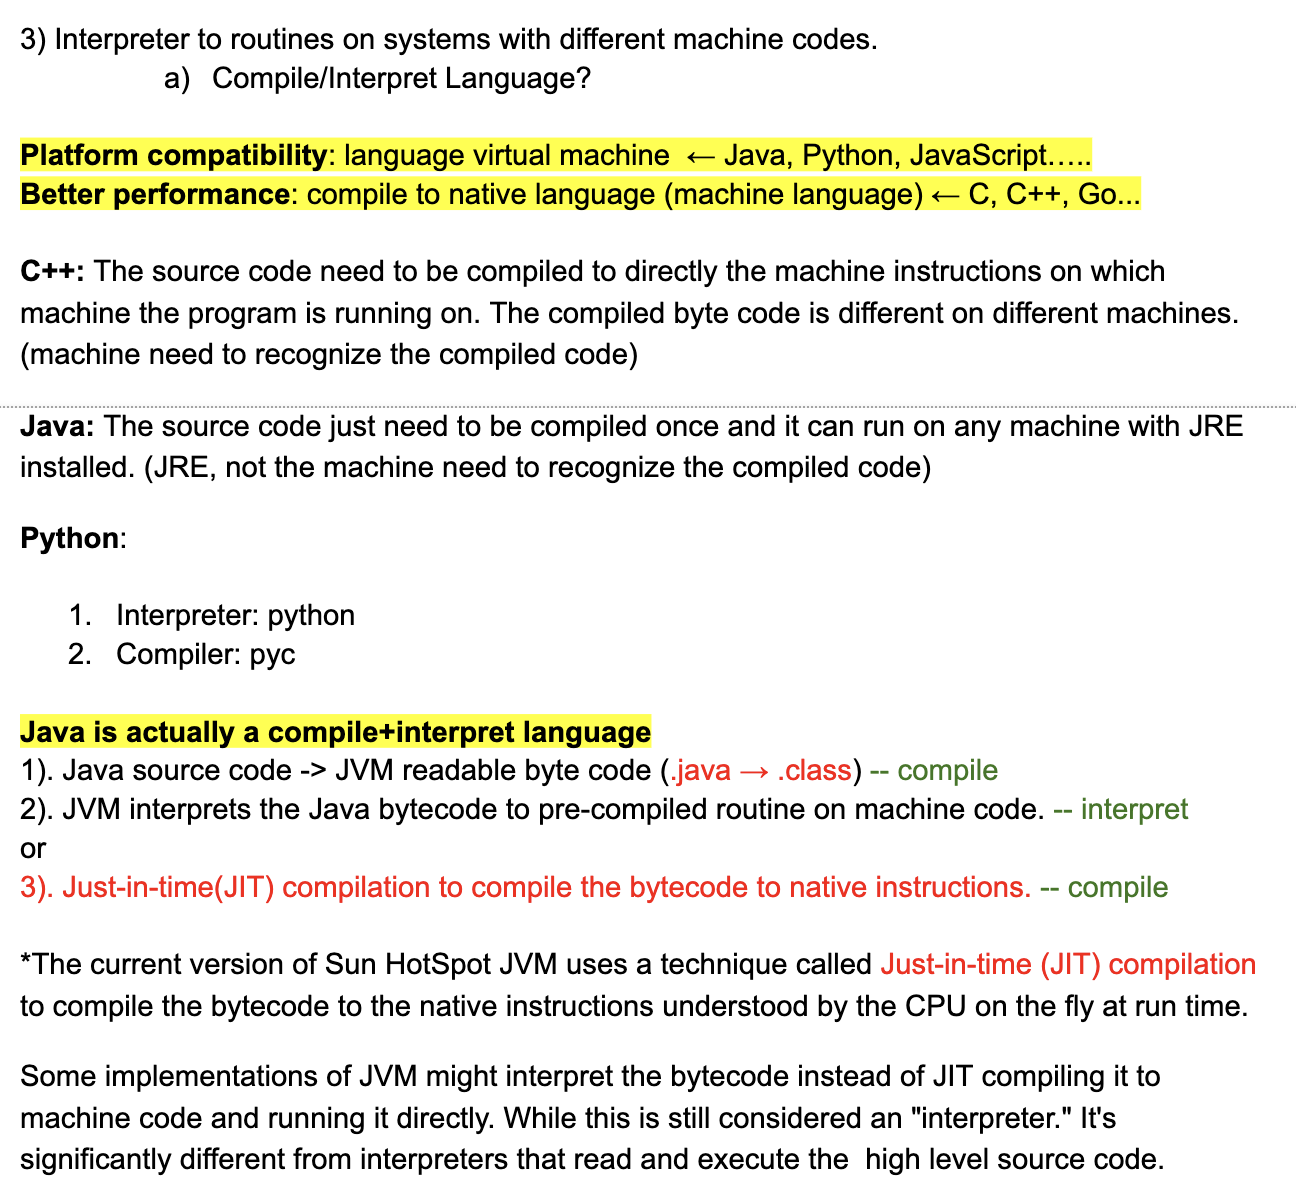 3) Interpreter to routines on systems with different machine codes.
a) Compile/Interpret Language?
Platform compatibility: language virtual machine ← Java, Python, JavaScript…..
Better performance: compile to native language (machine language) ← C, C++, Go...
C++: The source code need to be compiled to directly the machine instructions on which
machine the program is running on. The compiled byte code is different on different machines.
(machine need to recognize the compiled code)
Java: The source code just need to be compiled once and it can run on any machine with JRE
installed. (JRE, not the machine need to recognize the compiled code)
Python:
1. Interpreter: python
2. Compiler: pyc
Java is actually a compile+interpret language
1). Java source code -> JVM readable byte code (.java → .class) -- compile
2). JVM interprets the Java bytecode to pre-compiled routine on machine code. -- interpret
or
3). Just-in-time(JIT) compilation to compile the bytecode to native instructions. -- compile
*The current version of Sun HotSpot JVM uses a technique called Just-in-time (JIT) compilation
to compile the bytecode to the native instructions understood by the CPU on the fly at run time.
Some implementations of JVM might interpret the bytecode instead of JIT compiling it to
machine code and running it directly. While this is still considered an "interpreter." It's
significantly different from interpreters that read and execute the  high level source code.